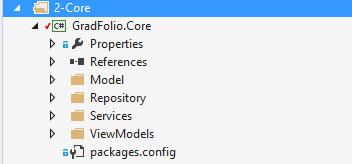 2-Core
GradFolio.Core
Properties
References
Model
Repository
Services
ViewModels
packages.config